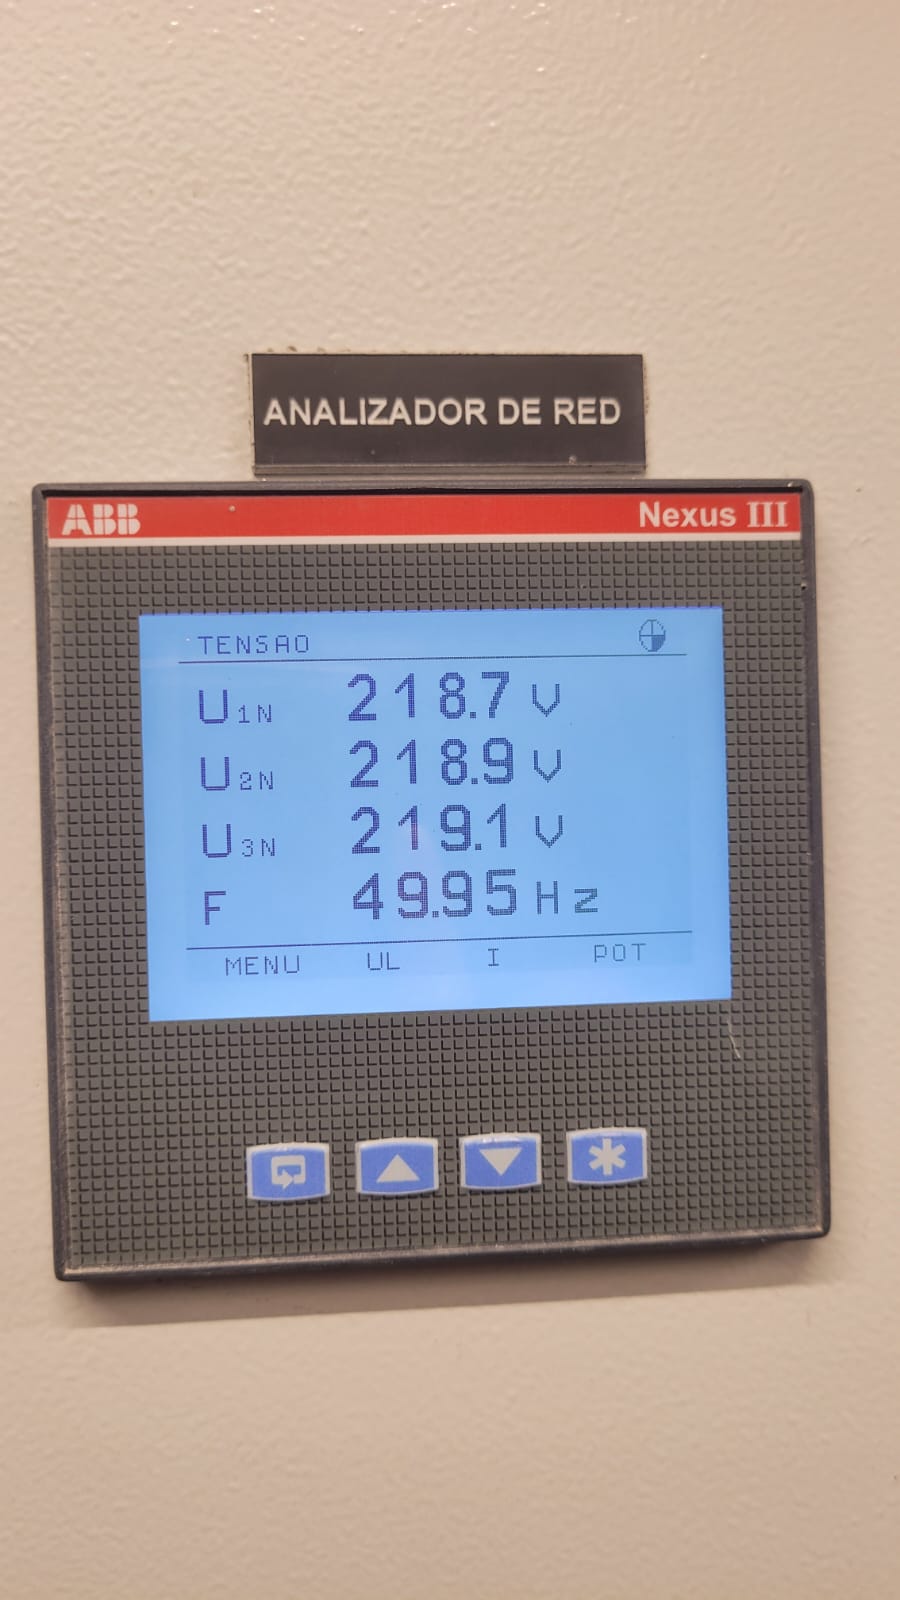 ANALIZADOR DE RED
ABB Nexus III
TENSAO
U1N 218.7 V
U2N 218.9 V
U3N 219.1 V
F 49.95 Hz
MENU UL I POT